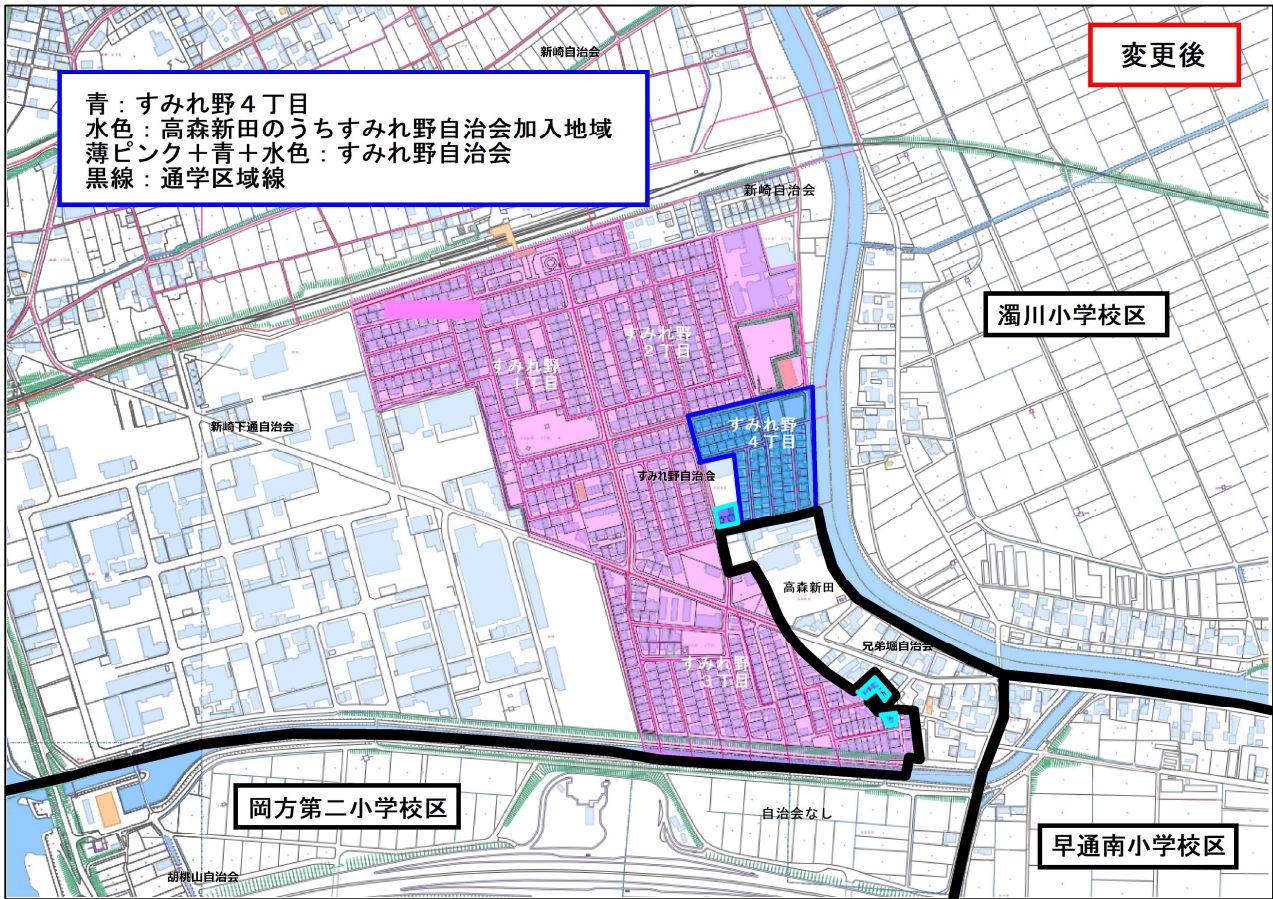 新崎自治会
変更後
青：すみれ野４丁目
水色：高森新田のうちすみれ野自治会加入地域
薄ピンク＋青＋水色：すみれ野自治会
黒線：通学区域線
新崎自治会
濁川小学校区
すみれ野
２丁目
すみれ野
１丁目
新崎下通自治会
すみれ野
４丁目
すみれ野自治会
高森新田
兄弟堀自治会
すみれ野
３丁目
岡方第二小学校区
自治会なし
早通南小学校区
胡桃山自治会